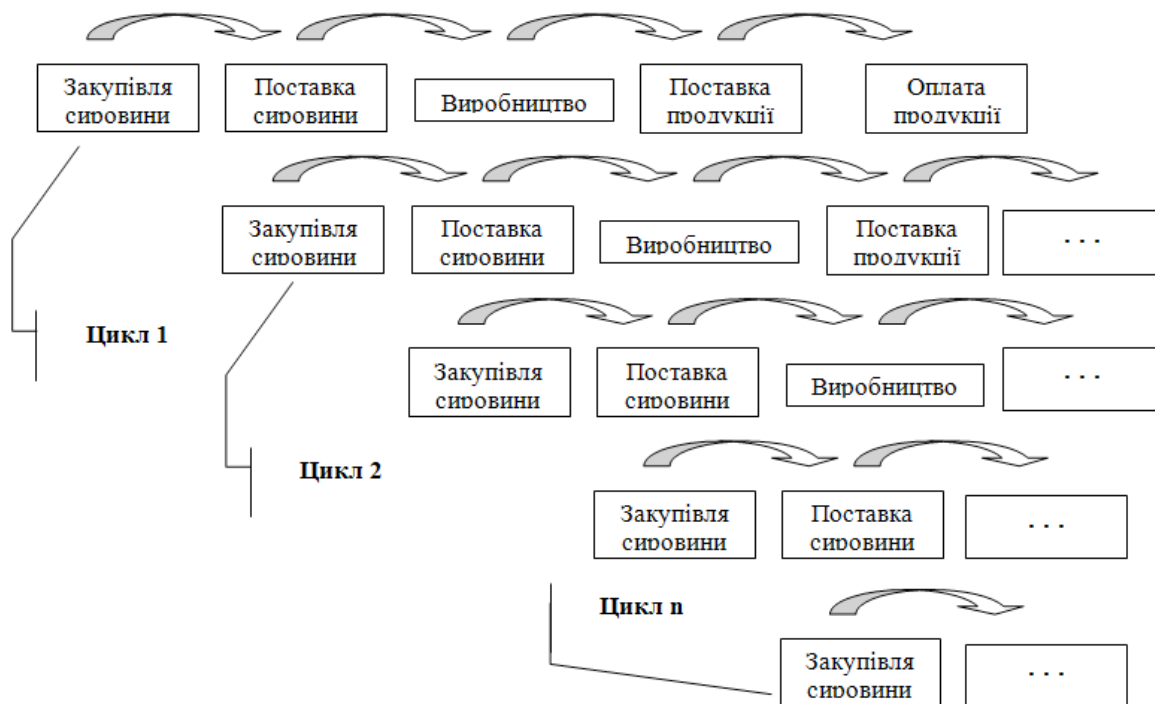 Закупівля
сировини
Поставка
сировини
Виробництво
Поставка
продукції
Оплата
продукції
Закупівля
сировини
Поставка
сировини
Виробництво
Поставка
продукції
. . .
Цикл 1
Закупівля
сировини
Поставка
сировини
Виробництво
. . .
Цикл 2
Закупівля
сировини
Поставка
сировини
. . .
Цикл n
Закупівля
сировини
. . .